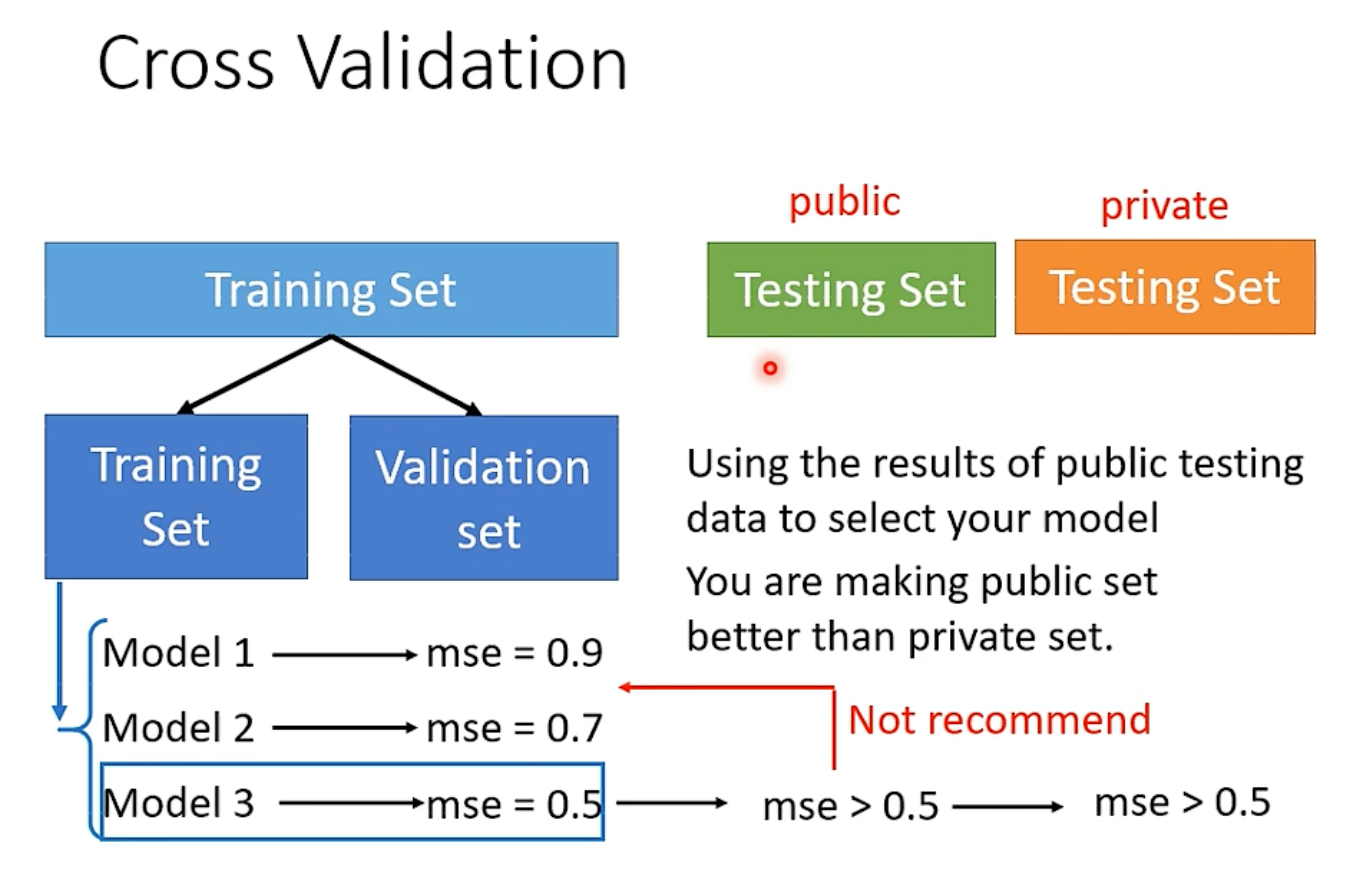 Cross Validation
public
private
Training Set
Testing Set
Testing Set
Training
Set
Validation
set
Using the results of public testing
data to select your model
You are making public set
better than private set.
Model 1
mse = 0.9
Model 2
mse = 0.7
Not recommend
Model 3
mse = 0.5
mse > 0.5
mse > 0.5